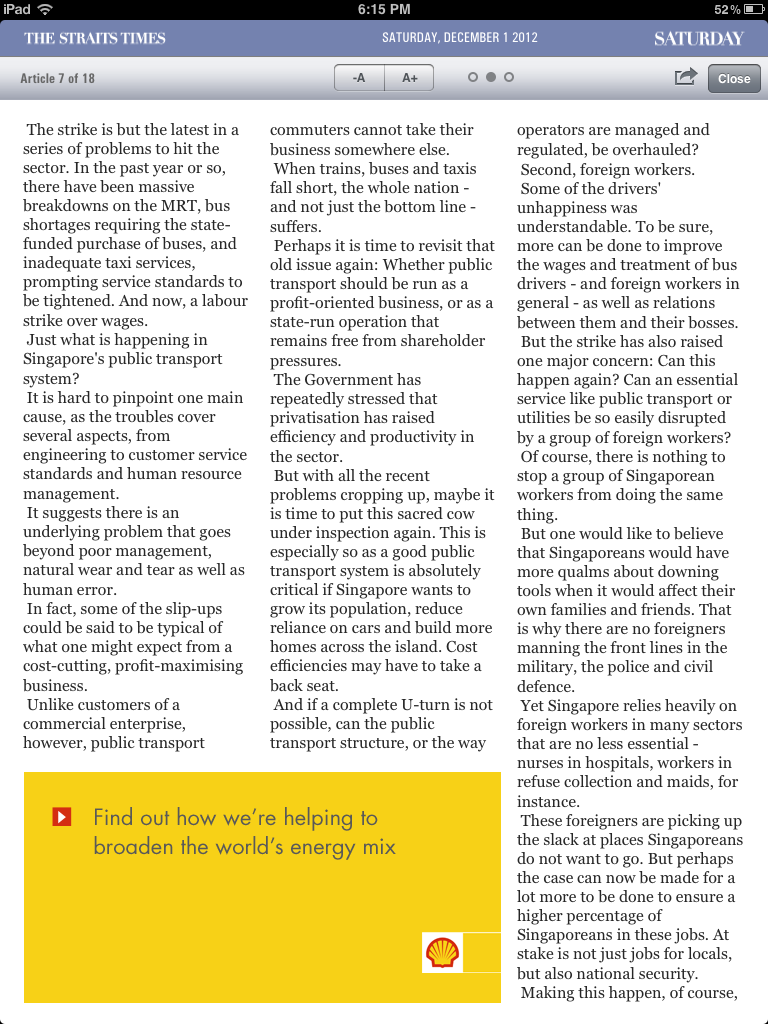 iPad
6:15 PM
52%
THE STRAITS TIMES
SATURDAY, DECEMBER 1 2012
SATURDAY
Article 7 of 18
-A
A+
Close
The strike is but the latest in a
series of problems to hit the
sector. In the past year or so,
there have been massive
breakdowns on the MRT, bus
shortages requiring the state-
funded purchase of buses, and
inadequate taxi services,
prompting service standards to
be tightened. And now, a labour
strike over wages.
Just what is happening in
Singapore's public transport
system?
It is hard to pinpoint one main
cause, as the troubles cover
several aspects, from
engineering to customer service
standards and human resource
management.
It suggests there is an
underlying problem that goes
beyond poor management,
natural wear and tear as well as
human error.
In fact, some of the slip-ups
could be said to be typical of
what one might expect from a
cost-cutting, profit-maximising
business.
Unlike customers of a
commercial enterprise,
however, public transport
commuters cannot take their
business somewhere else.
When trains, buses and taxis
fall short, the whole nation -
and not just the bottom line -
suffers.
Perhaps it is time to revisit that
old issue again: Whether public
transport should be run as a
profit-oriented business, or as a
state-run operation that
remains free from shareholder
pressures.
The Government has
repeatedly stressed that
privatisation has raised
efficiency and productivity in
the sector.
But with all the recent
problems cropping up, maybe it
is time to put this sacred cow
under inspection again. This is
especially so as a good public
transport system is absolutely
critical if Singapore wants to
grow its population, reduce
reliance on cars and build more
homes across the island. Cost
efficiencies may have to take a
back seat.
And if a complete U-turn is not
possible, can the public
transport structure, or the way
operators are managed and
regulated, be overhauled?
Second, foreign workers.
Some of the drivers'
unhappiness was
understandable. To be sure,
more can be done to improve
the wages and treatment of bus
drivers - and foreign workers in
general - as well as relations
between them and their bosses.
But the strike has also raised
one major concern: Can this
happen again? Can an essential
service like public transport or
utilities be so easily disrupted
by a group of foreign workers?
Of course, there is nothing to
stop a group of Singaporean
workers from doing the same
thing.
But one would like to believe
that Singaporeans would have
more qualms about downing
tools when it would affect their
own families and friends. That
is why there are no foreigners
manning the front lines in the
military, the police and civil
defence.
Yet Singapore relies heavily on
foreign workers in many sectors
that are no less essential -
nurses in hospitals, workers in
refuse collection and maids, for
instance.
These foreigners are picking up
the slack at places Singaporeans
do not want to go. But perhaps
the case can now be made for a
lot more to be done to ensure a
higher percentage of
Singaporeans in these jobs. At
stake is not just jobs for locals,
but also national security.
Making this happen, of course,
Find out how we're helping to
broaden the world's energy mix